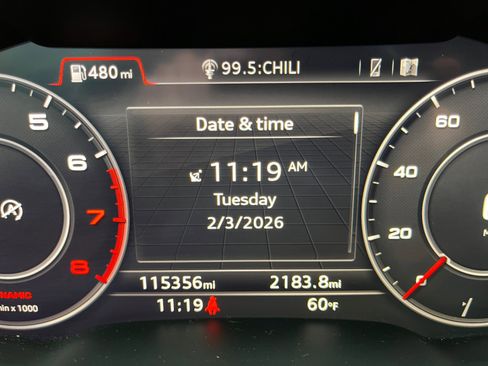 480 mi
99.5:CHILI
Date & time
11:19 AM
Tuesday
2/3/2026
5
6
7
8
60
40
20
0
115356mi
2183.8mi
11:19
60°F